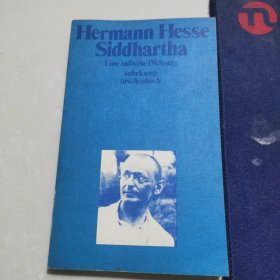 Hermann Hesse
Siddhartha
Eine indische Dichtung
suhrkamp
taschenbuch